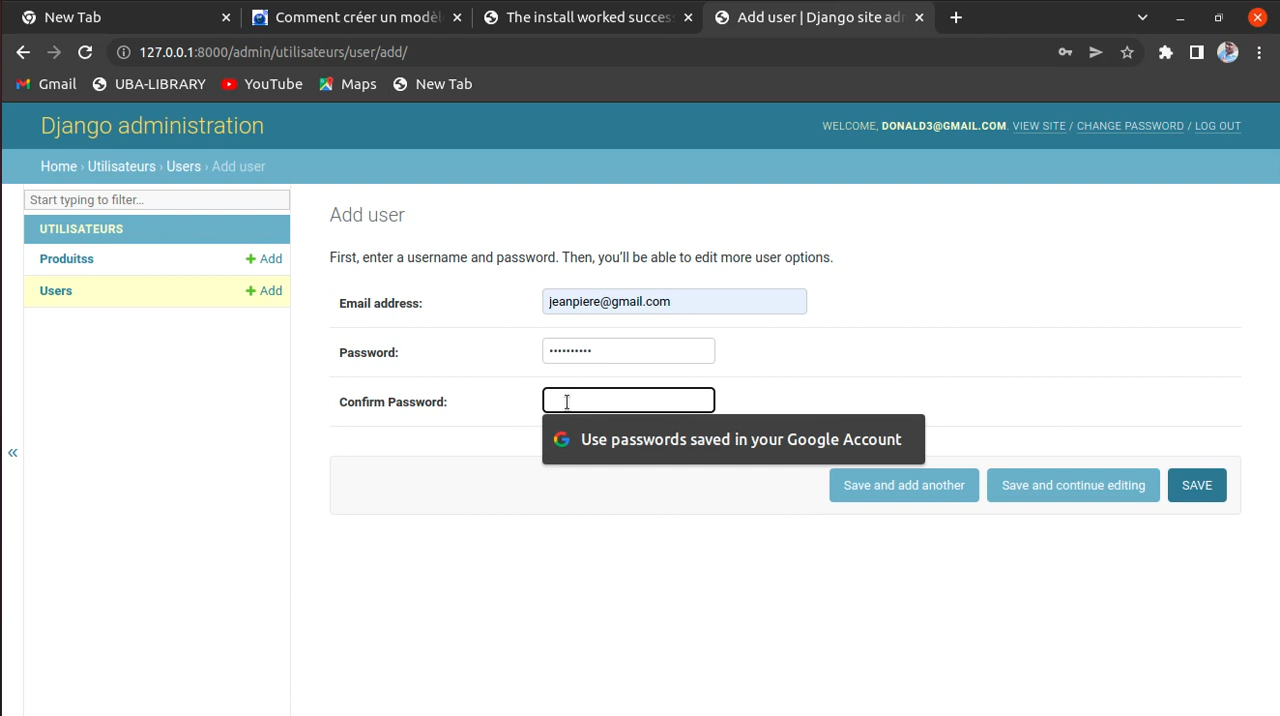 New Tab
Comment créer un modèl
The install worked succes
Add user | Django site adm
127.0.0.1:8000/admin/utilisateurs/user/add/
Gmail
UBA-LIBRARY
YouTube
Maps
New Tab
Django administration
WELCOME, DONALD3@GMAIL.COM. VIEW SITE / CHANGE PASSWORD / LOG OUT
Home › Utilisateurs › Users › Add user
Start typing to filter...
UTILISATEURS
Produitss
+ Add
Users
+ Add
«
Add user
First, enter a username and password. Then, you’ll be able to edit more user options.
Email address:
jeanpiere@gmail.com
Password:
••••••••••
Confirm Password:
Use passwords saved in your Google Account
Save and add another
Save and continue editing
SAVE